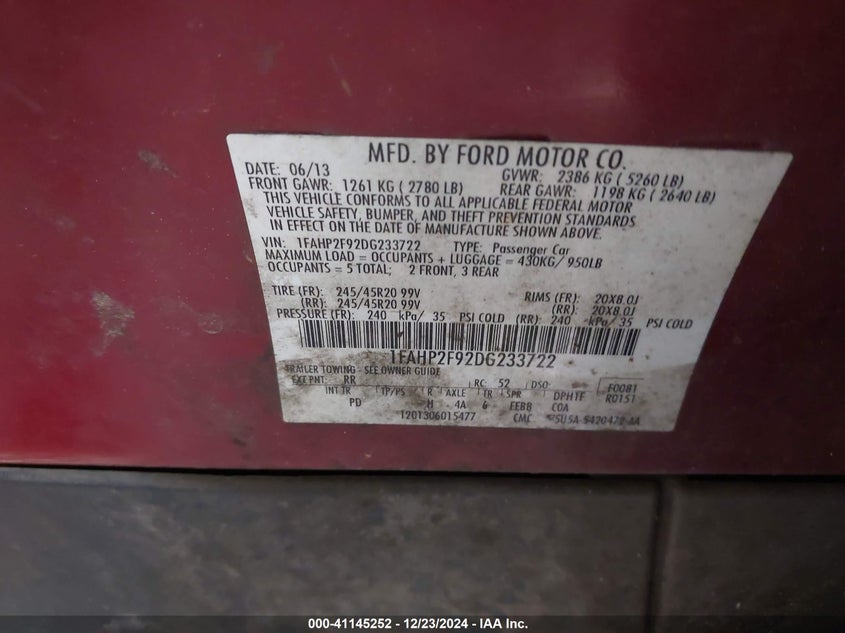 MFD. BY FORD MOTOR CO.
DATE: 06/13 GVWR: 2386 KG ( 5260 LB)
FRONT GAWR: 1261 KG ( 2780 LB) REAR GAWR: 1198 KG ( 2640 LB)
THIS VEHICLE CONFORMS TO ALL APPLICABLE FEDERAL MOTOR
VEHICLE SAFETY, BUMPER, AND THEFT PREVENTION STANDARDS
IN EFFECT ON THE DATE OF MANUFACTURE SHOWN ABOVE.
VIN: 1FAHP2F92DG233722 TYPE: Passenger Car
MAXIMUM LOAD = OCCUPANTS + LUGGAGE = 430KG/ 950LB
OCCUPANTS = 5 TOTAL; 2 FRONT, 3 REAR
TIRE (FR): 245/45R20 99V RIMS (FR): 20X8.0J
(RR): 245/45R20 99V (RR): 20X8.0J
PRESSURE (FR): 240 kPa/ 35 PSI COLD (RR): 240 kPa/ 35 PSI COLD
1FAHP2F92DG233722
TRAILER TOWING - SEE OWNER GUIDE
EXT PNT: RR RC: 52 DSO: F0081
INT TR TP/PS R AXLE TR SPR DPH1F R0151
PD H 4A & EEBB COA
1201306015477 CMC 5U5A-5420472-AA
000-41145252 - 12/23/2024 - IAA Inc.